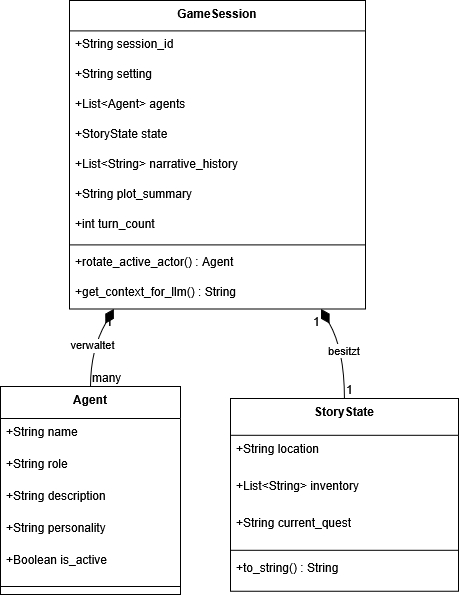 GameSession
+String session_id
+String setting
+List<Agent> agents
+StoryState state
+List<String> narrative_history
+String plot_summary
+int turn_count
+rotate_active_actor() : Agent
+get_context_for_llm() : String
1
1
verwaltet
besitzt
many
1
Agent
+String name
+String role
+String description
+String personality
+Boolean is_active
StoryState
+String location
+List<String> inventory
+String current_quest
+to_string() : String